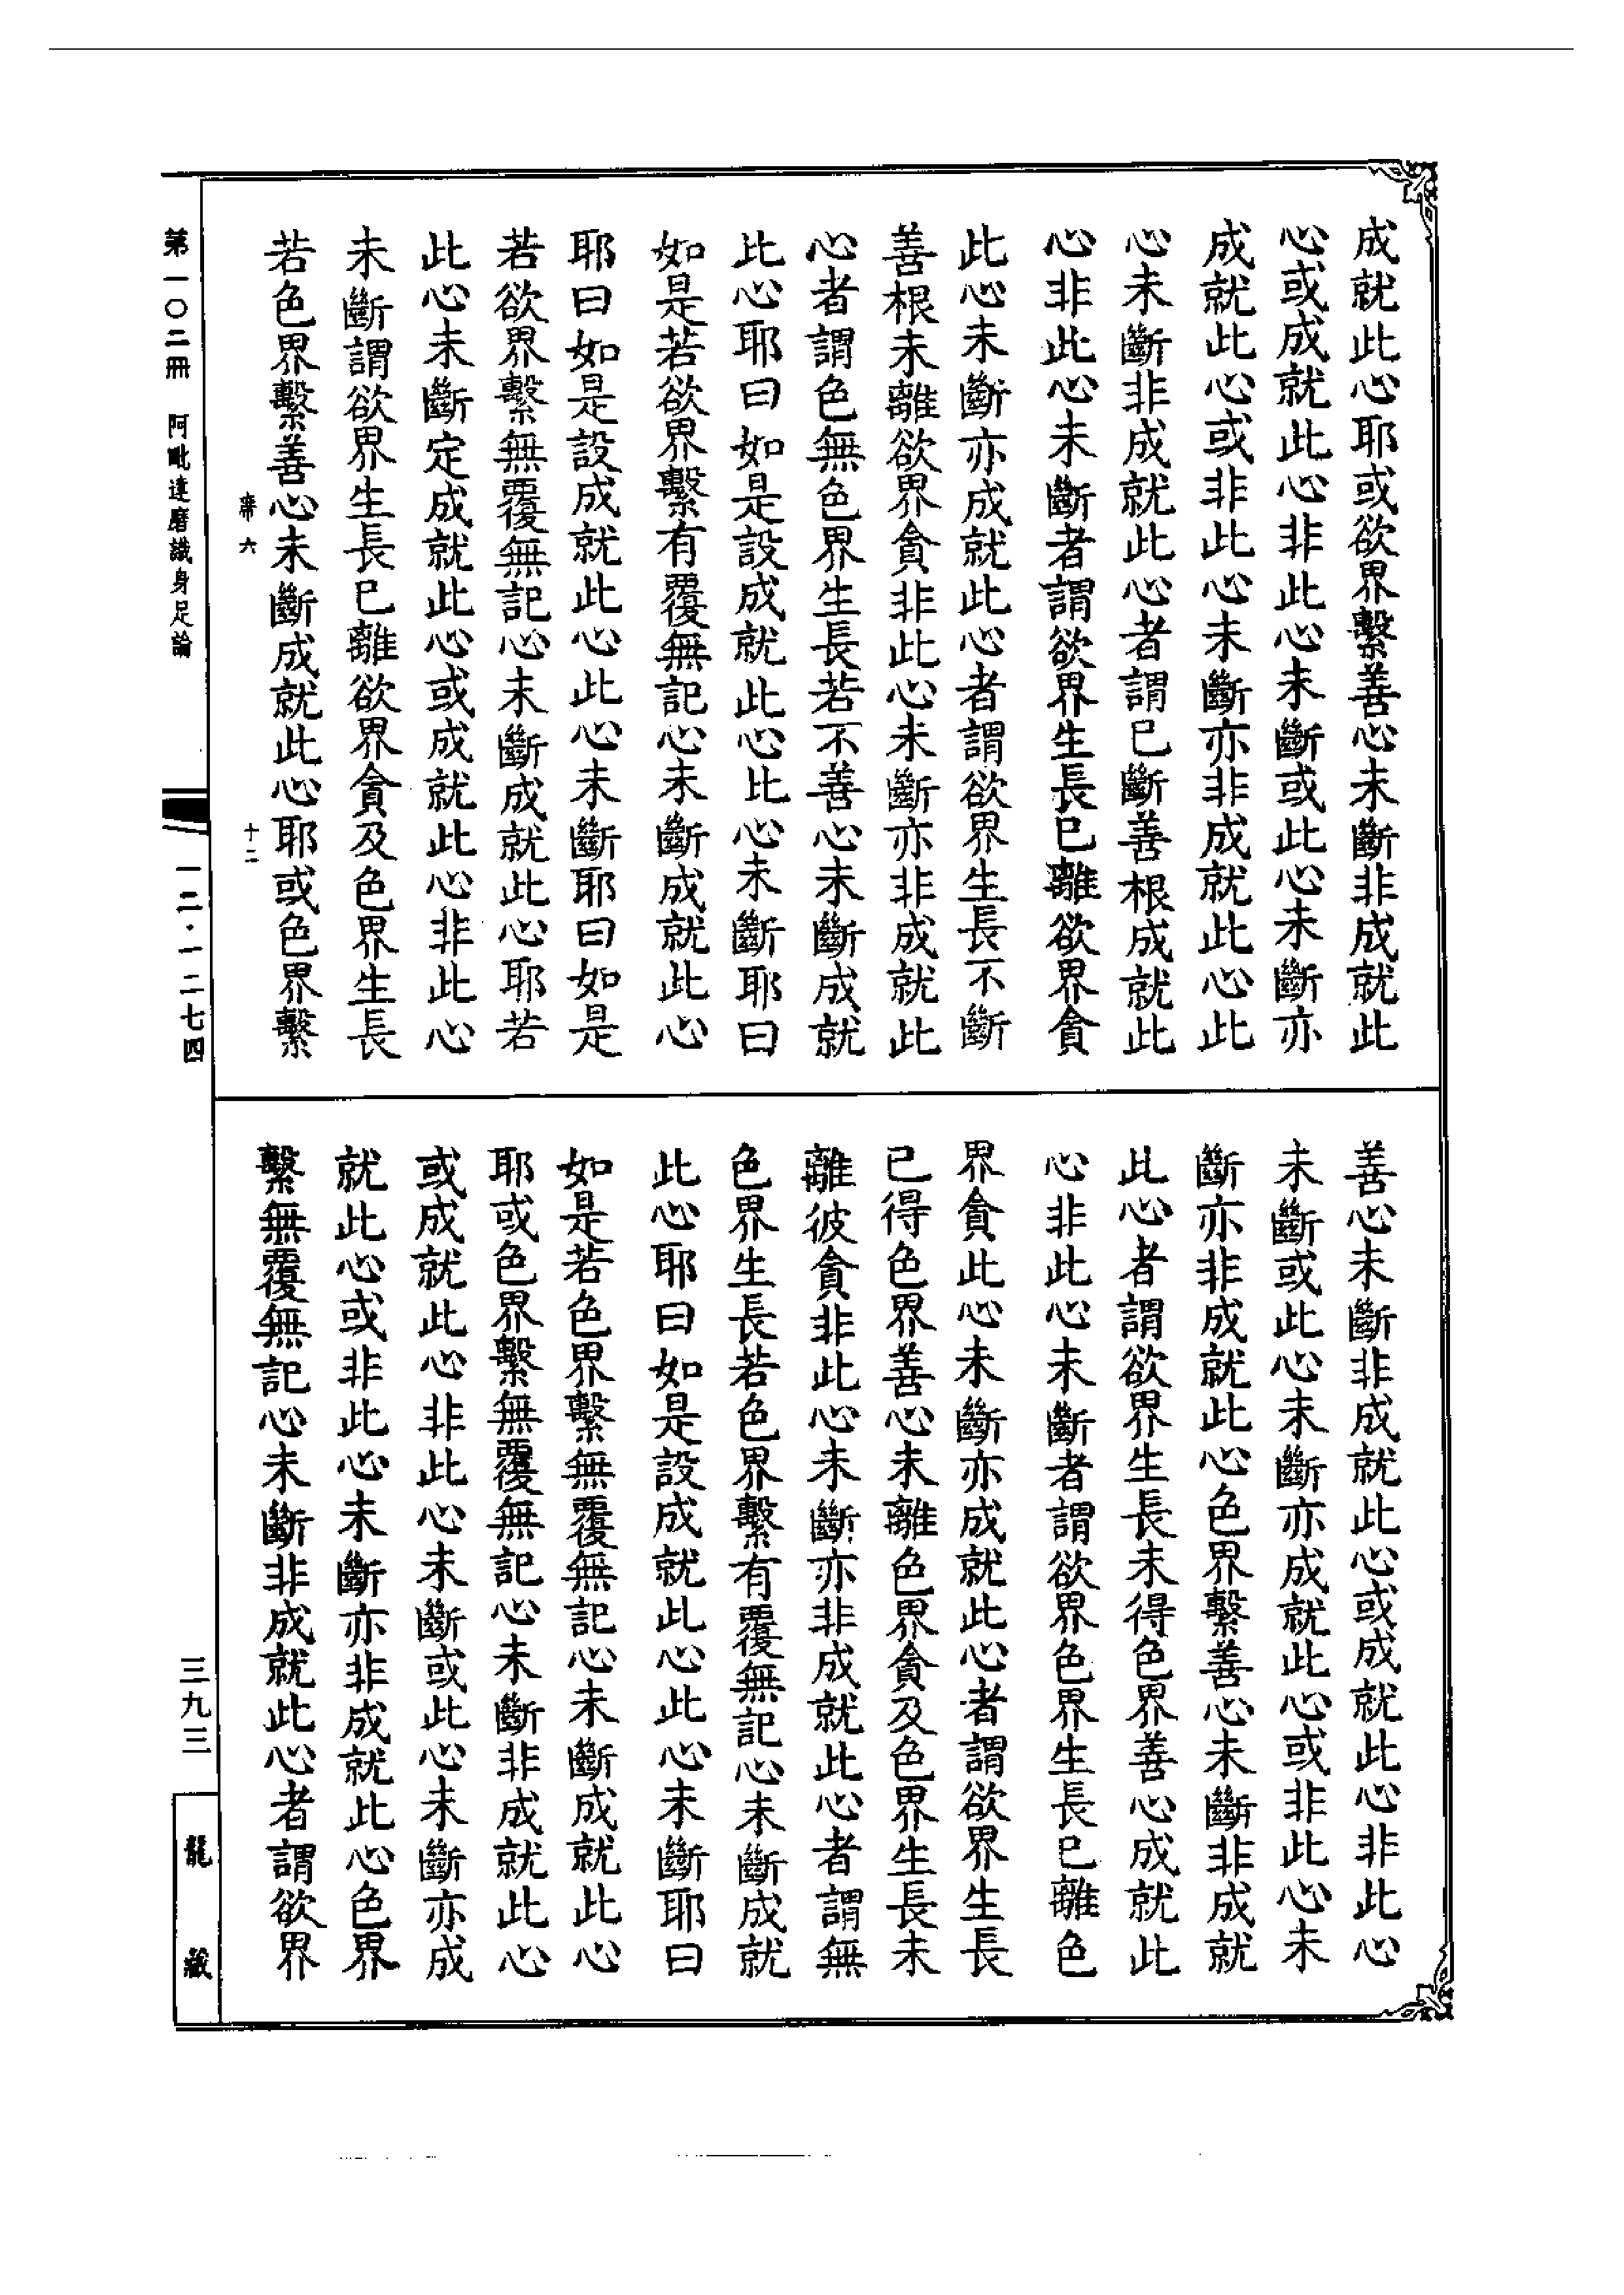 成就此心耶或欲界繫善心未斷非成就此
心或成就此心非此心未斷或此心未斷亦
成就此心或非此心未斷亦非成就此心此
心未斷非成就此心者謂已斷善根成就此
心非此心未斷者謂欲界生長已離欲界貪
此心未斷亦成就此心者謂欲界生長不斷
善根未離欲界貪非此心未斷亦非成就此
心者謂色無色界生長若不善心未斷成就
此心耶曰如是設成就此心此心未斷耶曰
如是若欲界繫有覆無記心未斷成就此心
耶曰如是設成就此心此心未斷耶曰如是
若欲界繫無覆無記心未斷成就此心耶若
此心未斷定成就此心或成就此心非此心
未斷謂欲界生長已離欲界貪及色界生長
若色界繫善心未斷成就此心耶或色界繫
善心未斷非成就此心或成就此心非此心
未斷或此心未斷亦成就此心或非此心未
斷亦非成就此心色界繫善心未斷非成就
此心者謂欲界生長未得色界善心成就此
心非此心未斷者謂欲界色界生長已離色
界貪此心未斷亦成就此心者謂欲界生長
已得色界善心未離色界貪及色界生長未
離彼貪非此心未斷亦非成就此心者謂無
色界生長若色界繫有覆無記心未斷成就
此心耶曰如是設成就此心此心未斷耶曰
如是若色界繫無覆無記心未斷成就此心
耶或色界繫無覆無記心未斷非成就此心
或成就此心非此心未斷或此心未斷亦成
就此心或非此心未斷亦非成就此心色界
繫無覆無記心未斷非成就此心者謂欲界
六 十二
第一〇二冊 阿毗達磨識身足論
一二·一二七四
三九三
龍藏